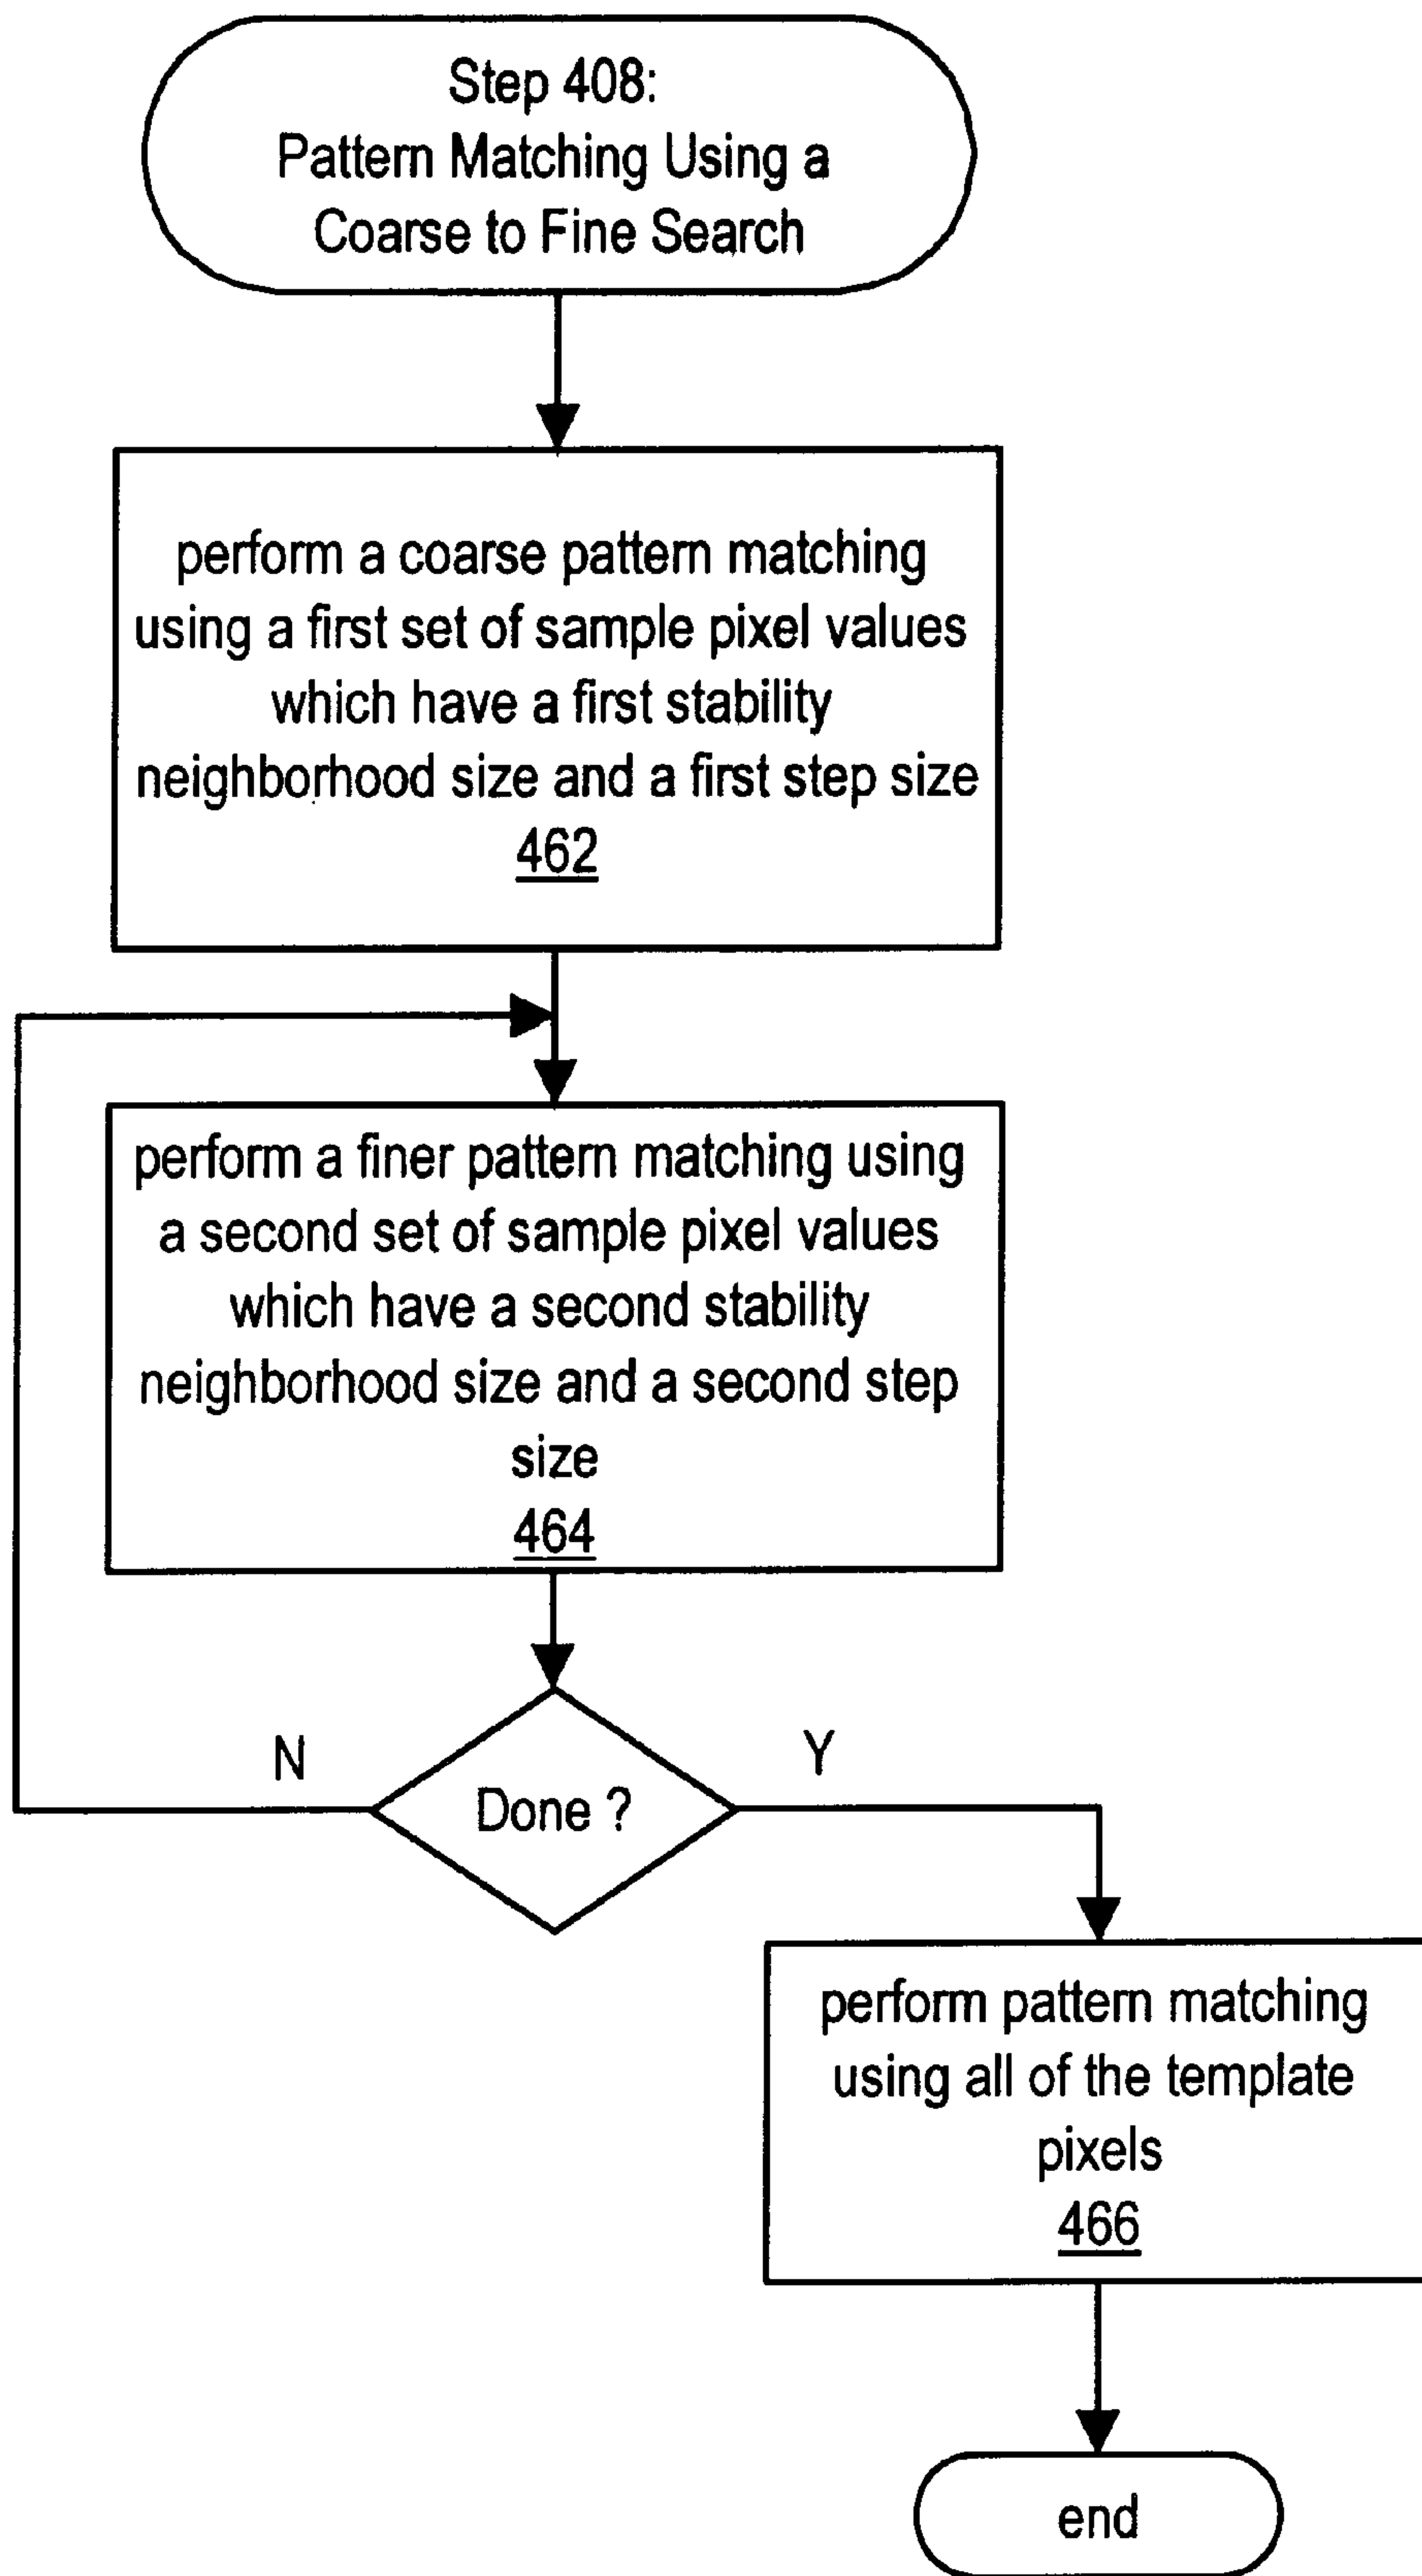 Step 408:
Pattern Matching Using a
Coarse to Fine Search
perform a coarse pattern matching
using a first set of sample pixel values
which have a first stability
neighborhood size and a first step size
462
perform a finer pattern matching using
a second set of sample pixel values
which have a second stability
neighborhood size and a second step
size
464
N
Done ?
Y
perform pattern matching
using all of the template
pixels
466
end